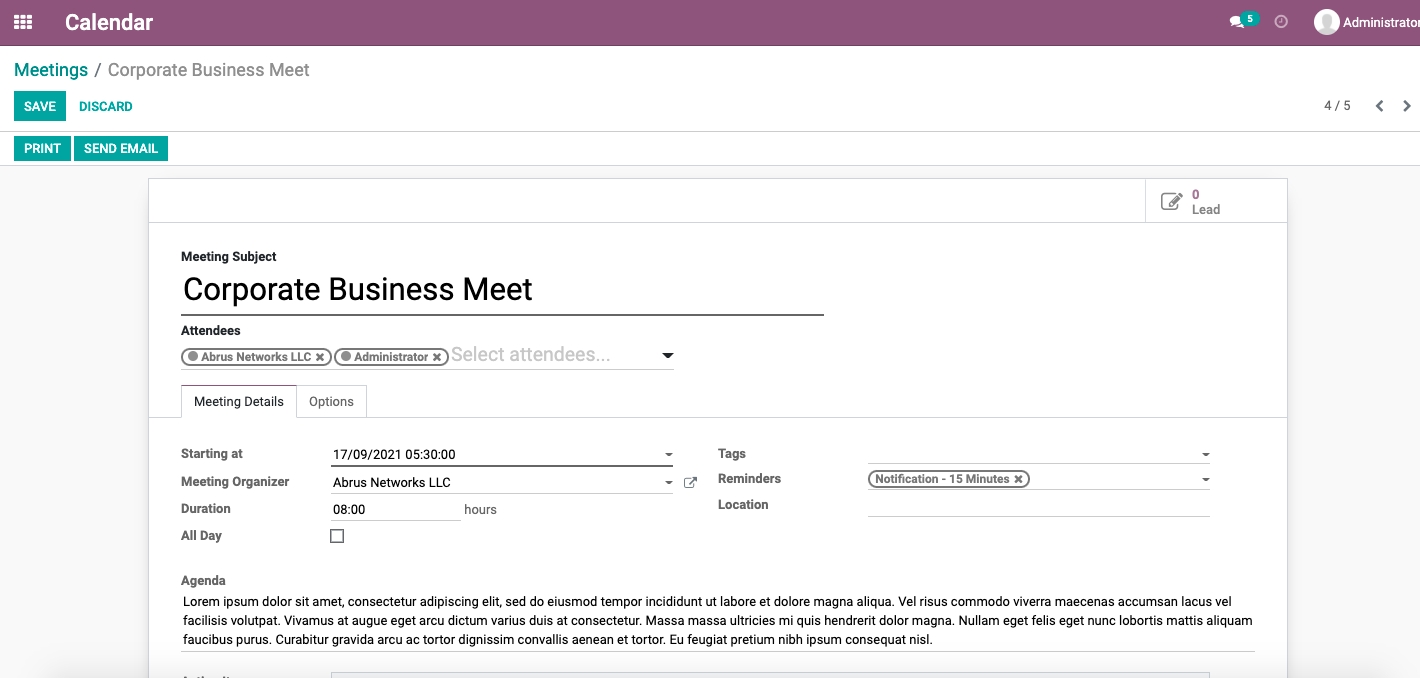 Calendar
5
Administrator
Meetings / Corporate Business Meet
SAVE DISCARD
4 / 5
PRINT SEND EMAIL
0
Lead
Meeting Subject
Corporate Business Meet
Attendees
Abrus Networks LLC Administrator Select attendees...
Meeting Details Options
Starting at 17/09/2021 05:30:00
Meeting Organizer Abrus Networks LLC
Duration 08:00 hours
All Day
Tags
Reminders Notification - 15 Minutes
Location
Agenda
Lorem ipsum dolor sit amet, consectetur adipiscing elit, sed do eiusmod tempor incididunt ut labore et dolore magna aliqua. Vel risus commodo viverra maecenas accumsan lacus vel
facilisis volutpat. Vivamus at augue eget arcu dictum varius duis at consectetur. Massa massa ultricies mi quis hendrerit dolor magna. Nullam eget felis eget nunc lobortis mattis aliquam
faucibus purus. Curabitur gravida arcu ac tortor dignissim convallis aenean et tortor. Eu feugiat pretium nibh ipsum consequat nisl.